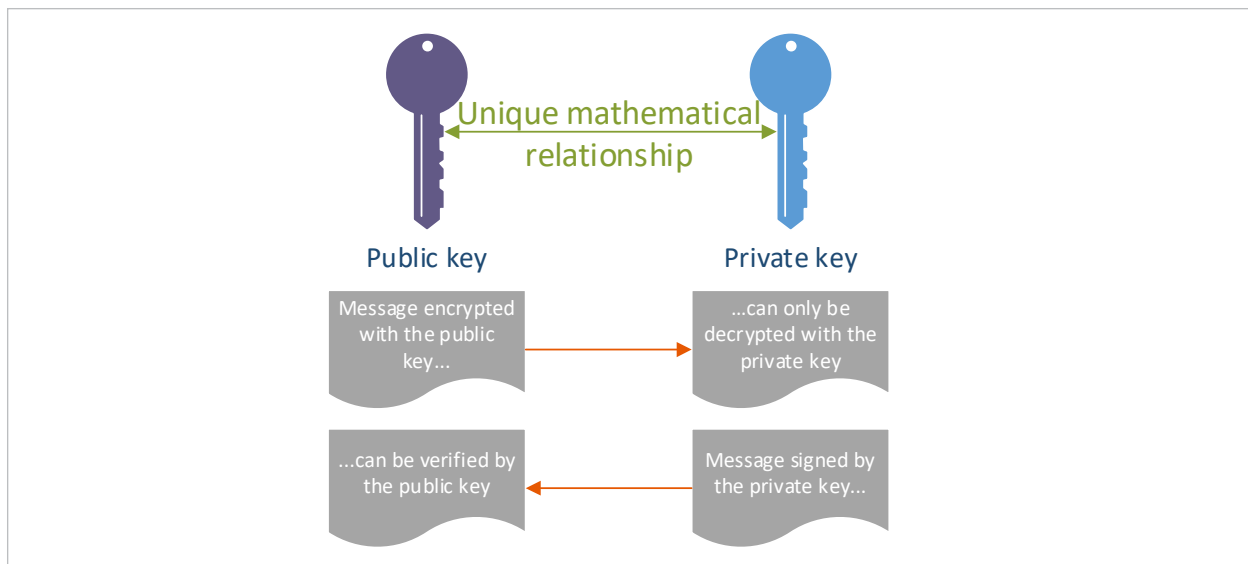 Unique mathematical
relationship
Public key
Private key
Message encrypted
with the public
key...
...can only be
decrypted with the
private key
...can be verified by
the public key
Message signed by
the private key...